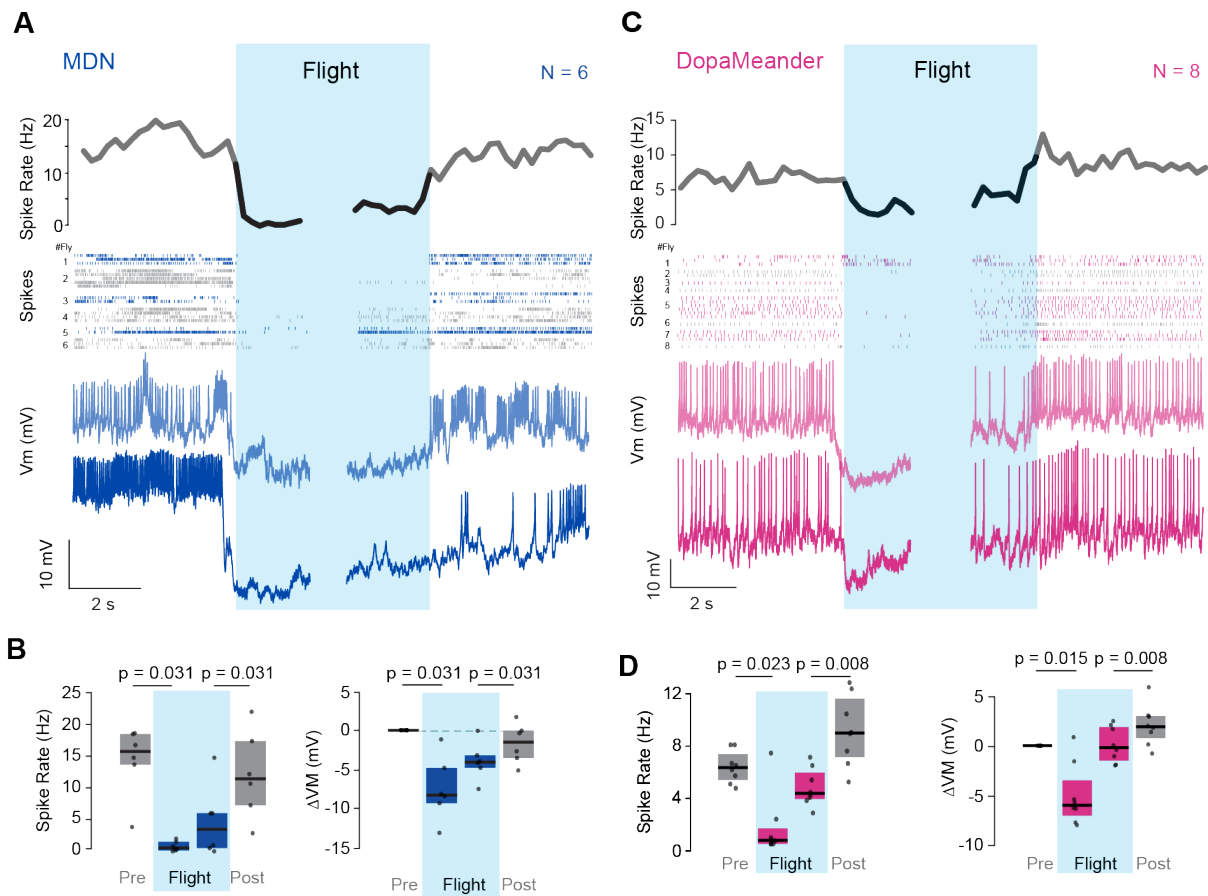 A
MDN
Flight
N = 6
Spike Rate (Hz)
20
10
0
#Fly
Spikes
1
2
3
4
5
6
Vm (mV)
10 mV
2 s
B
p = 0.031
p = 0.031
Spike Rate (Hz)
25
20
15
10
5
0
Pre
Flight
Post
p = 0.031
p = 0.031
ΔVM (mV)
5
0
-5
-10
-15
Pre
Flight
Post
C
DopaMeander
Flight
N = 8
Spike Rate (Hz)
15
10
5
0
#Fly
Spikes
1
2
3
4
5
6
7
8
Vm (mV)
10 mV
2 s
D
p = 0.023
p = 0.008
Spike Rate (Hz)
12
8
4
0
Pre
Flight
Post
p = 0.015
p = 0.008
ΔVM (mV)
5
0
-5
-10
Pre
Flight
Post